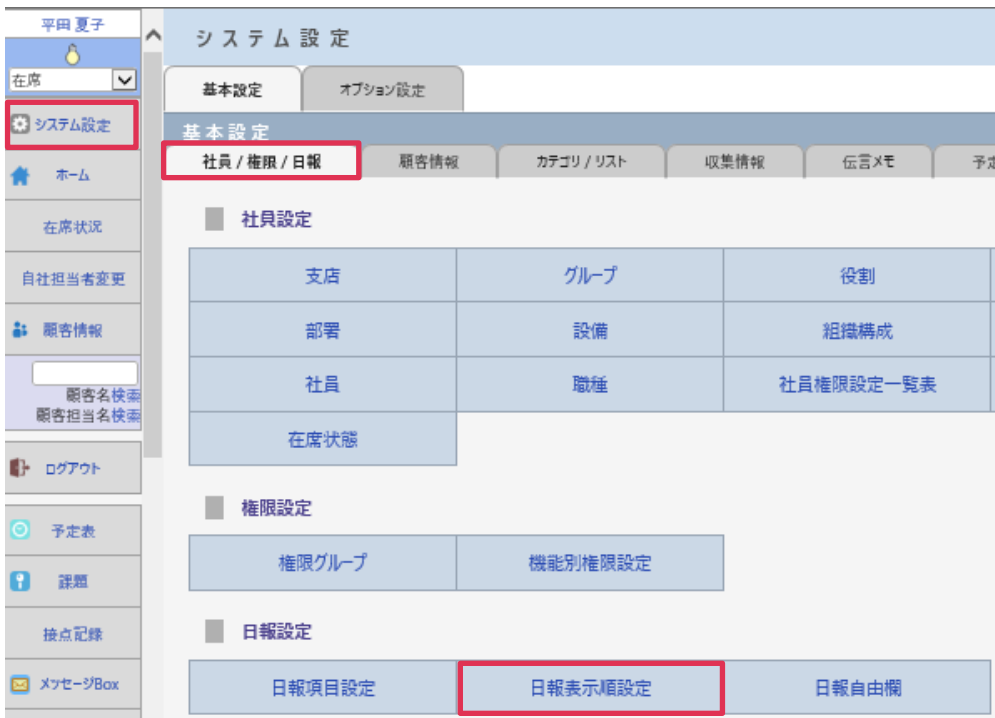 平田 夏子
在席
システム設定
ホーム
在席状況
自社担当者変更
顧客情報
顧客名検索
顧客担当名検索
ログアウト
予定表
課題
接点記録
メッセージBox
システム設定
基本設定 オプション設定
基本設定
社員 / 権限 / 日報 顧客情報 カテゴリ / リスト 収集情報 伝言メモ 予定
社員設定
支店 グループ 役割
部署 設備 組織構成
社員 職種 社員権限設定一覧表
在席状態
権限設定
権限グループ 機能別権限設定
日報設定
日報項目設定 日報表示順設定 日報自由欄